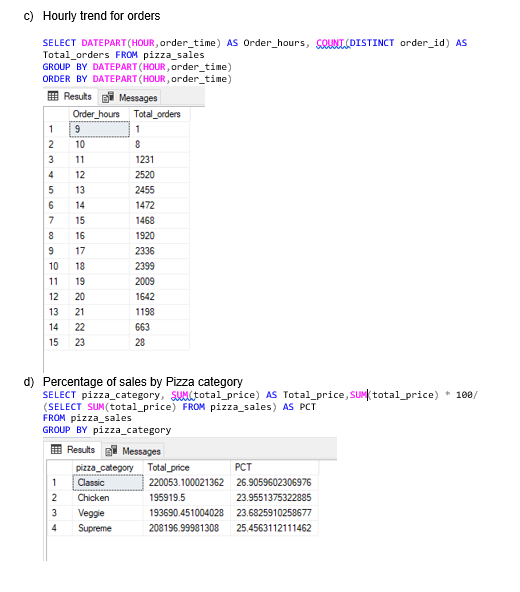 c) Hourly trend for orders
SELECT DATEPART(HOUR,order_time) AS Order_hours, COUNT(DISTINCT order_id) AS
Total_orders FROM pizza_sales
GROUP BY DATEPART(HOUR,order_time)
ORDER BY DATEPART(HOUR,order_time)
Results Messages
Order_hours Total_orders
1 9 1
2 10 8
3 11 1231
4 12 2520
5 13 2455
6 14 1472
7 15 1468
8 16 1920
9 17 2336
10 18 2399
11 19 2009
12 20 1642
13 21 1198
14 22 663
15 23 28
d) Percentage of sales by Pizza category
SELECT pizza_category, SUM(total_price) AS Total_price,SUM(total_price) * 100/
(SELECT SUM(total_price) FROM pizza_sales) AS PCT
FROM pizza_sales
GROUP BY pizza_category
Results Messages
pizza_category Total_price PCT
1 Classic 220053.100021362 26.9059602306976
2 Chicken 195919.5 23.9551375322885
3 Veggie 193690.451004028 23.6825910258677
4 Supreme 208196.99981308 25.4563112111462